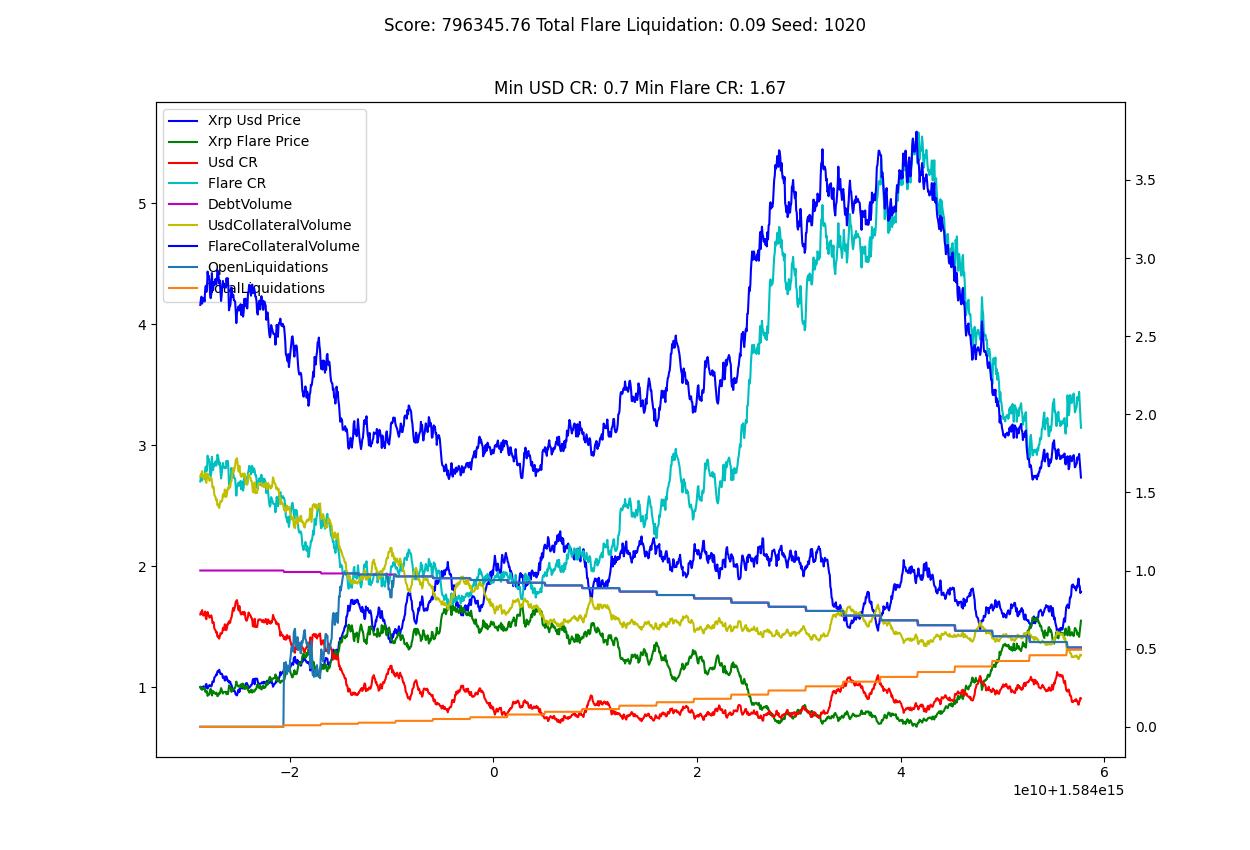 Score: 796345.76 Total Flare Liquidation: 0.09 Seed: 1020
Min USD CR: 0.7 Min Flare CR: 1.67
Xrp Usd Price
Xrp Flare Price
Usd CR
Flare CR
DebtVolume
UsdCollateralVolume
FlareCollateralVolume
OpenLiquidations
TotalLiquidations
5
4
3
2
1
3.5
3.0
2.5
2.0
1.5
1.0
0.5
0.0
−2 0 2 4 6
1e10+1.584e15